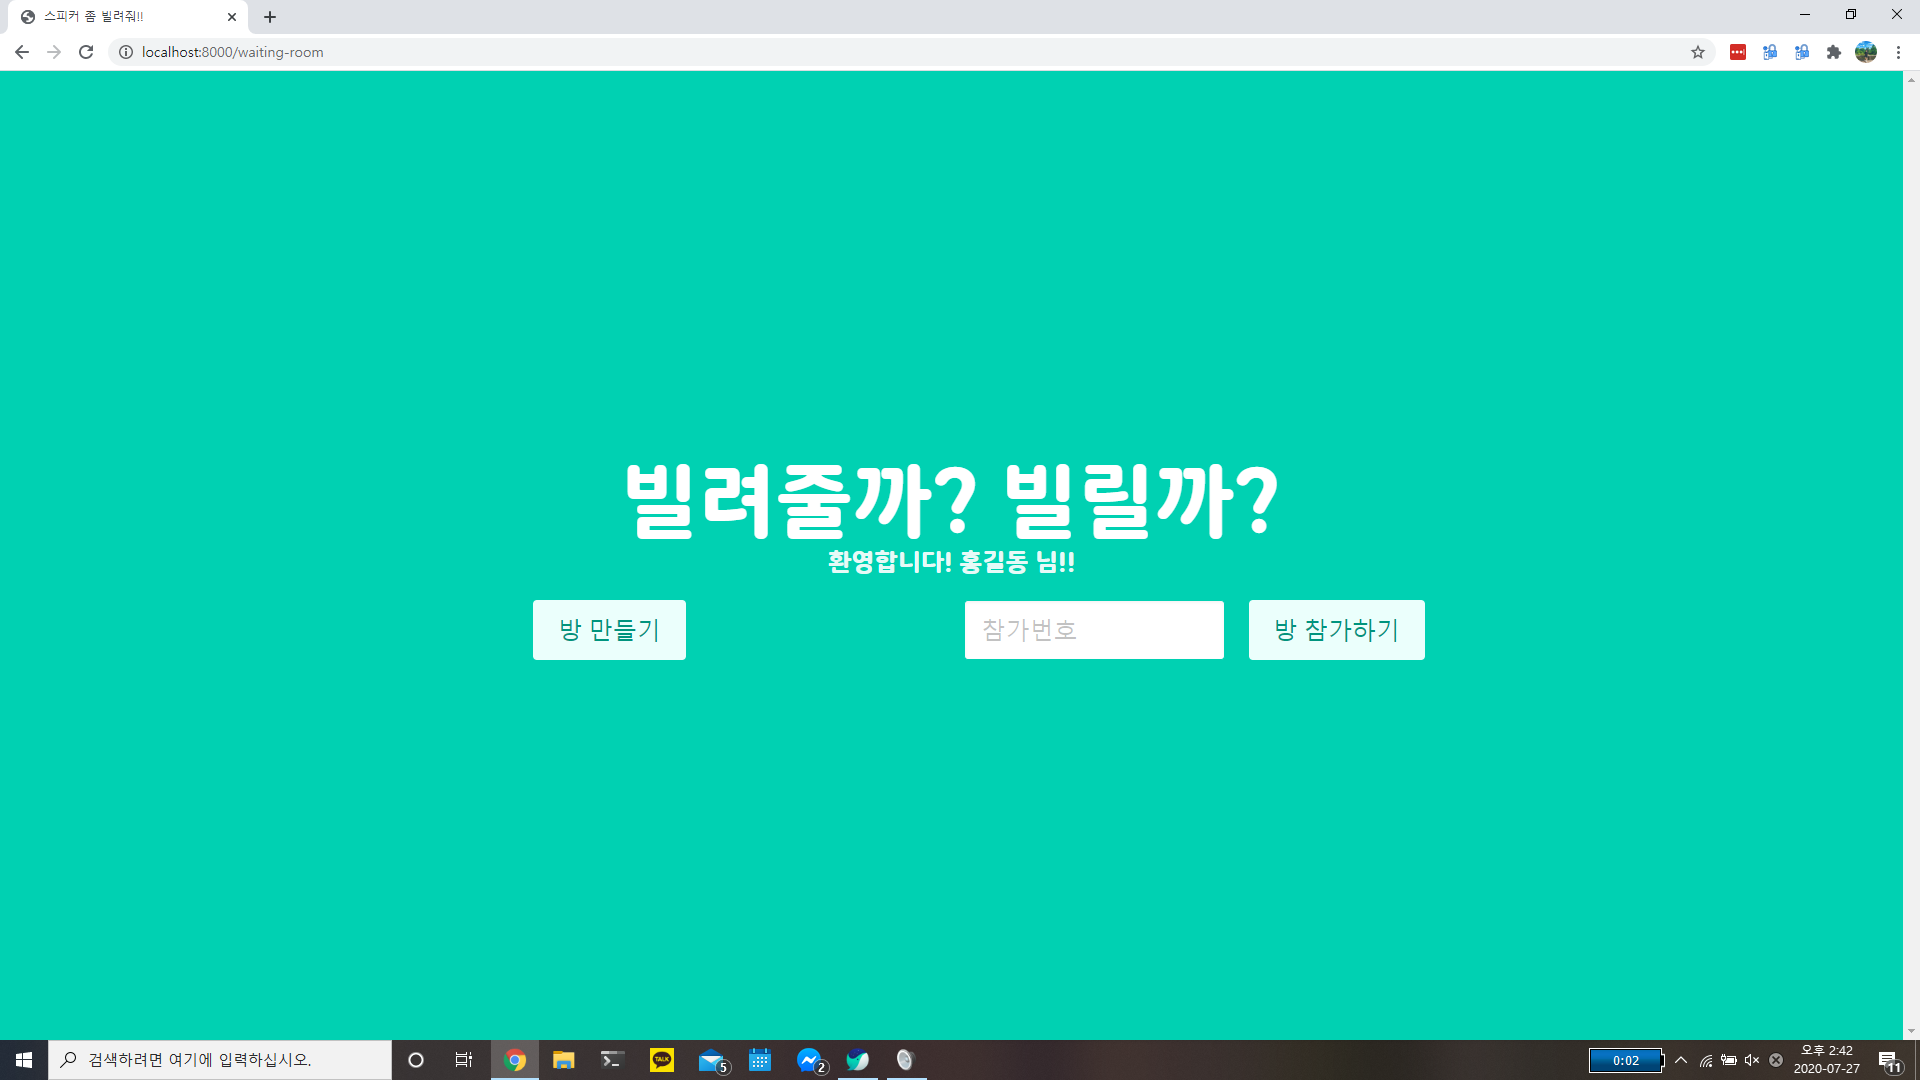 스피커 좀 빌려줘!!
localhost:8000/waiting-room
빌려줄까? 빌릴까?
환영합니다! 홍길동 님!!
방 만들기
참가번호
방 참가하기
검색하려면 여기에 입력하십시오.
TALK
5
2
0:02
오후 2:42
2020-07-27
11